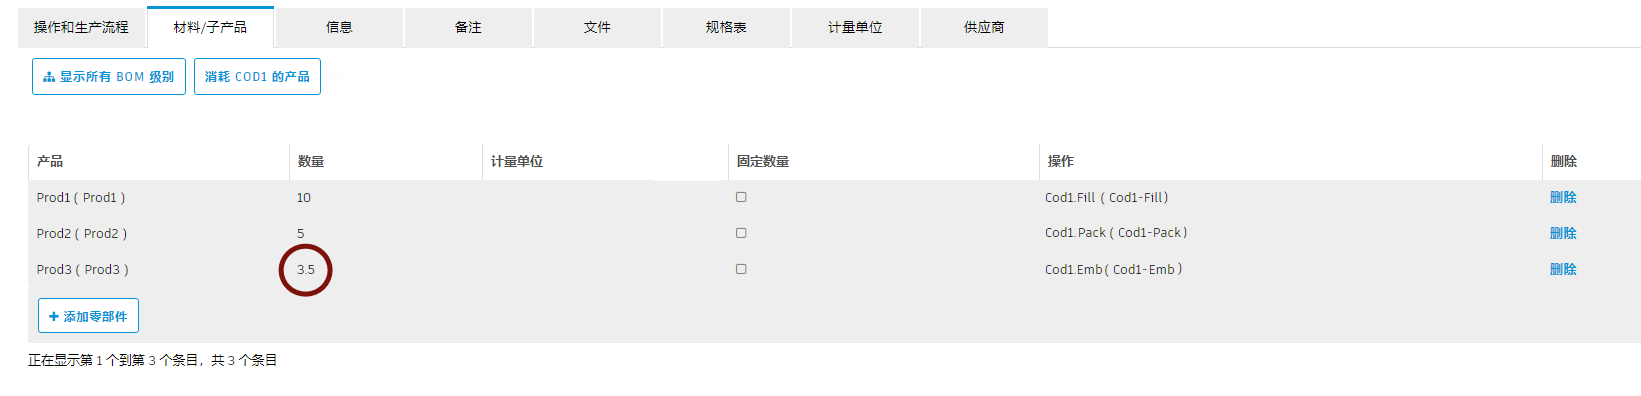 操作和生产流程 材料/子产品 信息 备注 文件 规格表 计量单位 供应商
显示所有 BOM 级别 消耗 COD1 的产品
产品 数量 计量单位 固定数量 操作 删除
Prod1 ( Prod1 ) 10 Cod1.Fill ( Cod1-Fill) 删除
Prod2 ( Prod2 ) 5 Cod1.Pack ( Cod1-Pack ) 删除
Prod3 ( Prod3 ) 3.5 Cod1.Emb( Cod1-Emb ) 删除
添加零部件
正在显示第 1 个到第 3 个条目，共 3 个条目